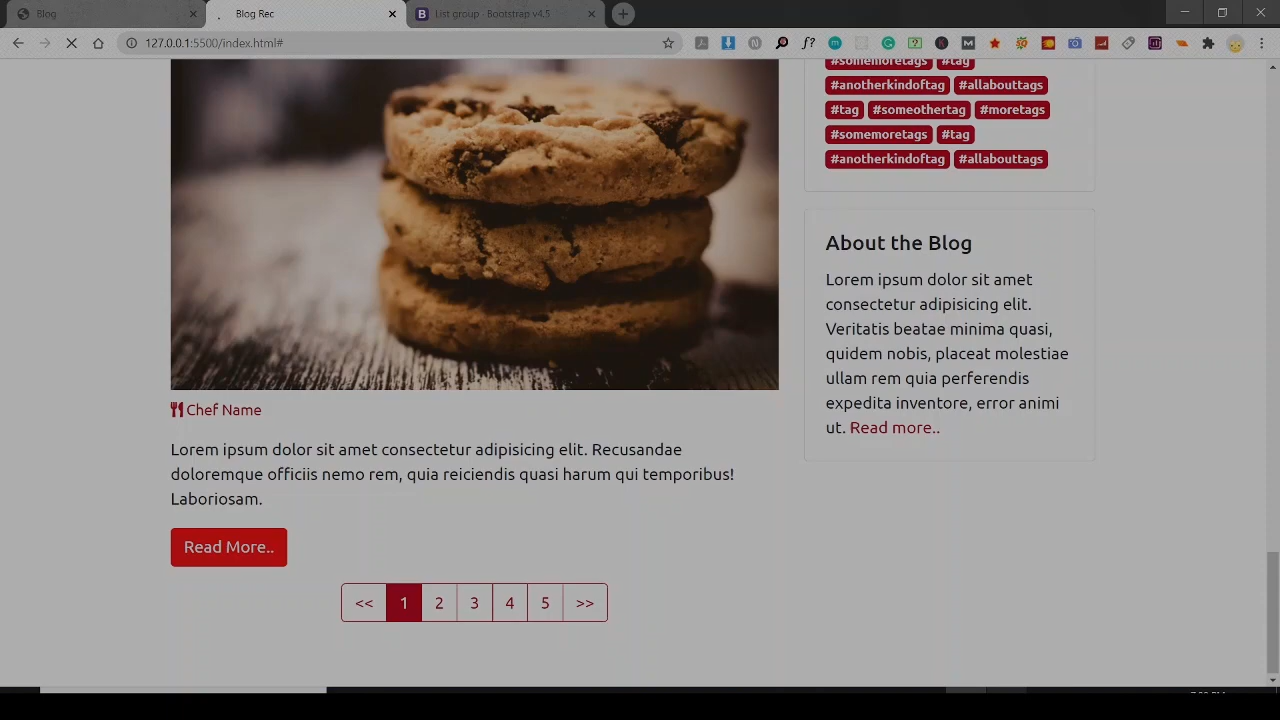 Blog
Blog Rec
List group - Bootstrap v4.5
127.0.0.1:5500/index.html#
#somemoretags #tag
#anotherkindoftag #allabouttags
#tag #someothertag #moretags
#somemoretags #tag
#anotherkindoftag #allabouttags
About the Blog
Lorem ipsum dolor sit amet
consectetur adipisicing elit.
Veritatis beatae minima quasi,
quidem nobis, placeat molestiae
ullam rem quia perferendis
expedita inventore, error animi
ut. Read more..
Chef Name
Lorem ipsum dolor sit amet consectetur adipisicing elit. Recusandae
doloremque officiis nemo rem, quia reiciendis quasi harum qui temporibus!
Laboriosam.
Read More..
<< 1 2 3 4 5 >>